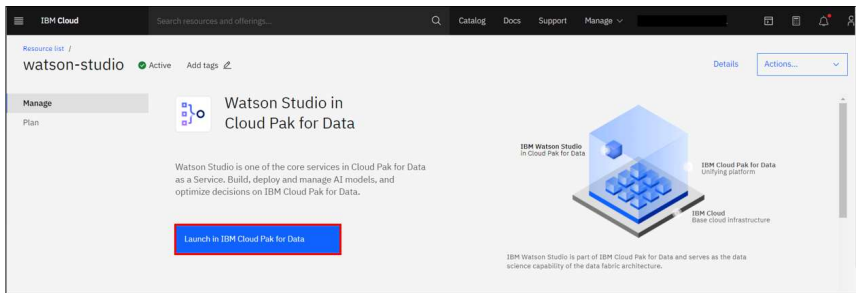 IBM Cloud
Search resources and offerings...
Catalog
Docs
Support
Manage
Resource list /
watson-studio
Active
Add tags
Details
Actions...
Manage
Plan
Watson Studio in
Cloud Pak for Data
Watson Studio is one of the core services in Cloud Pak for Data
as a Service. Build, deploy and manage AI models, and
optimize decisions on IBM Cloud Pak for Data.
Launch in IBM Cloud Pak for Data
IBM Watson Studio
in Cloud Pak for Data
IBM Cloud Pak for Data
Unifying platform
IBM Cloud
Base cloud infrastructure
IBM Watson Studio is part of IBM Cloud Pak for Data and serves as the data
science capability of the data fabric architecture.